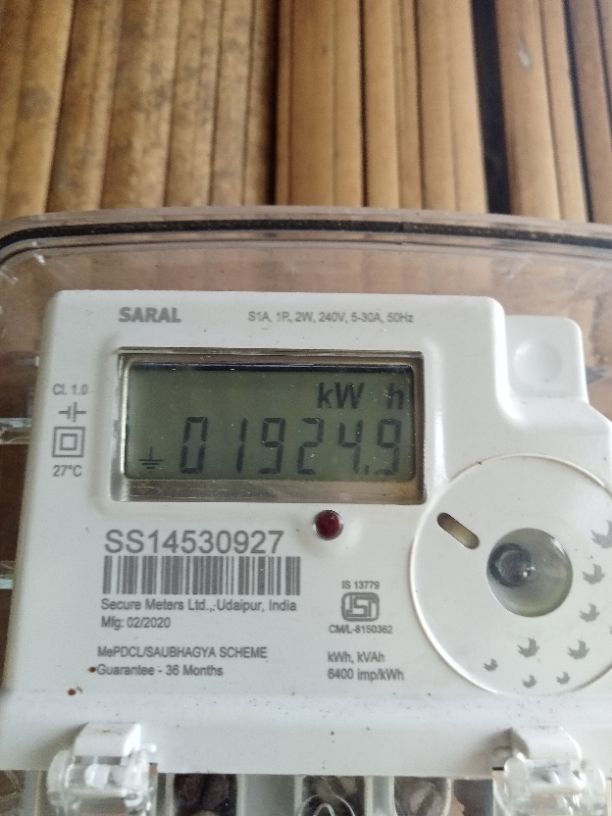 SARAL
S1A, 1P, 2W, 240V, 5-30A, 50Hz
Cl. 1.0
kW h
01924.9
27°C
SS14530927
Secure Meters Ltd., Udaipur, India
Mfg: 02/2020
IS 13779
ISI
CM/L-8150362
MePDCL/SAUBHAGYA SCHEME
Guarantee - 36 Months
kWh, kVAh
6400 imp/kWh